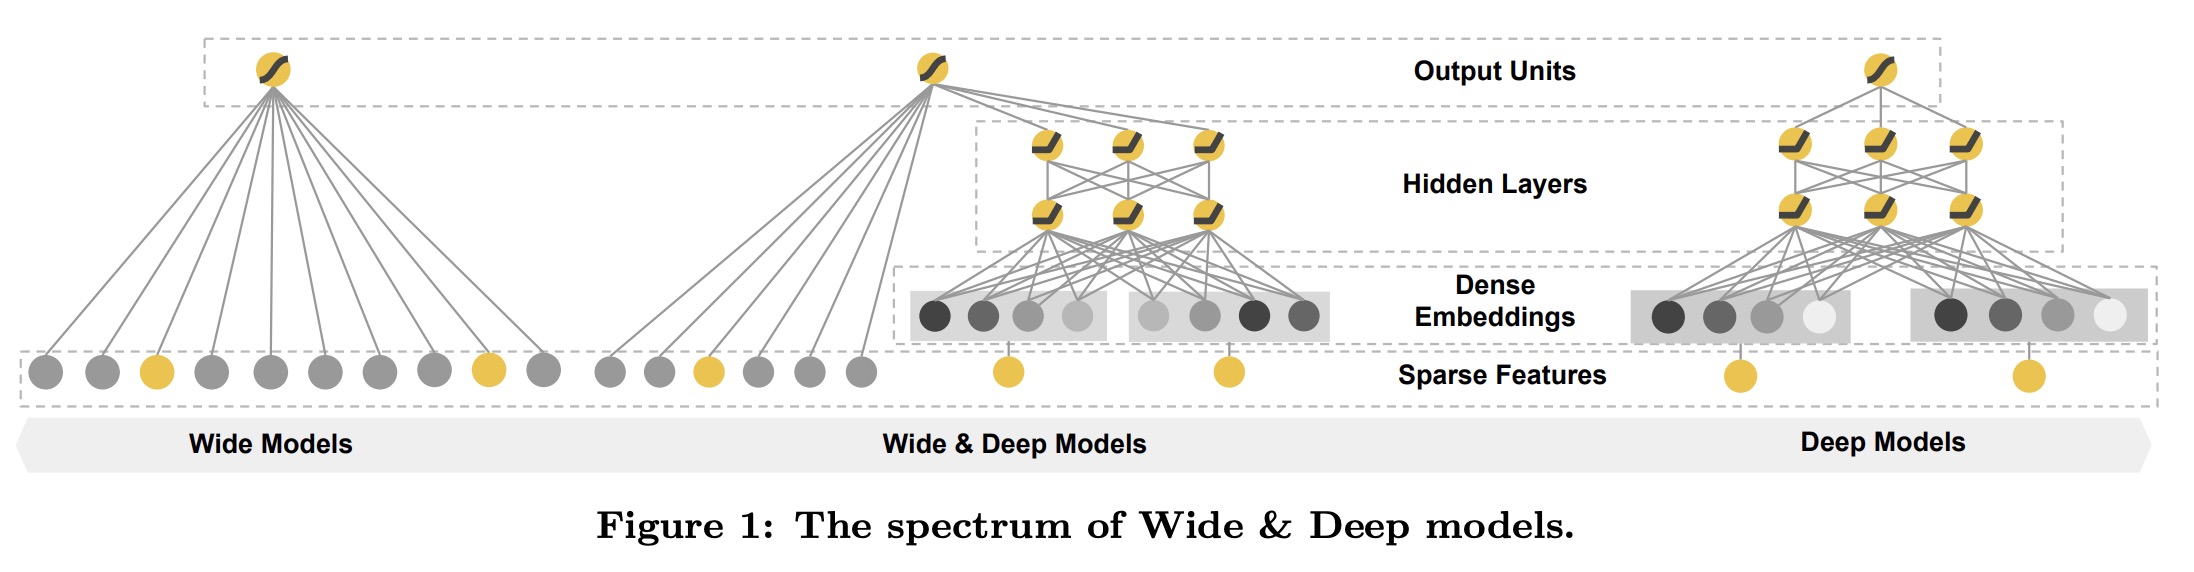 Output Units
Hidden Layers
Dense
Embeddings
Sparse Features
Wide Models
Wide & Deep Models
Deep Models
Figure 1: The spectrum of Wide & Deep models.